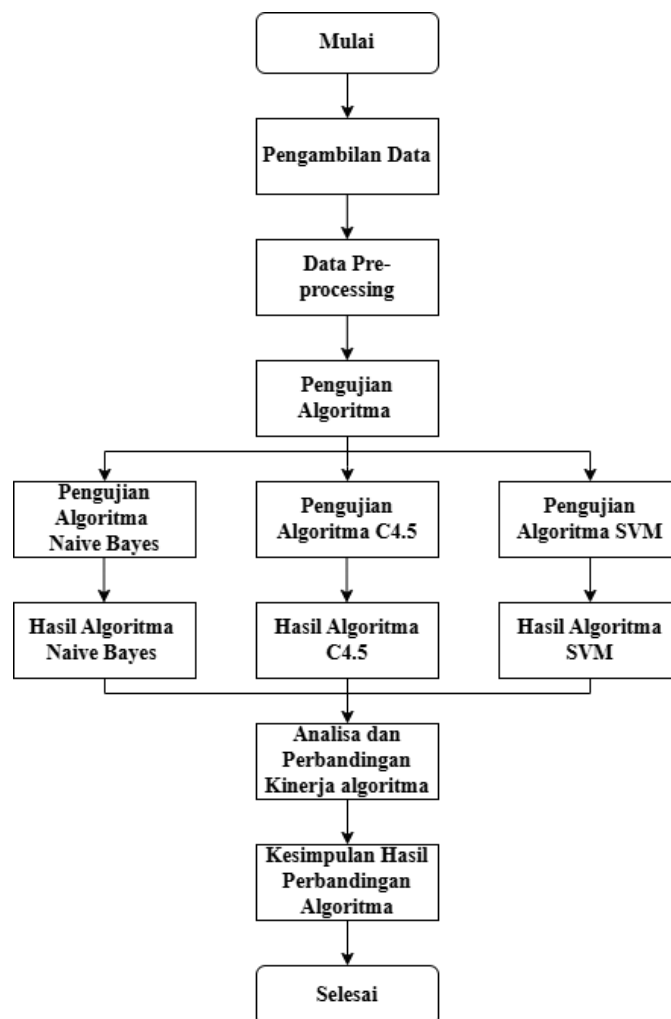 Mulai
Pengambilan Data
Data Pre-
processing
Pengujian
Algoritma
Pengujian
Algoritma
Naive Bayes
Pengujian
Algoritma C4.5
Pengujian
Algoritma SVM
Hasil Algoritma
Naive Bayes
Hasil Algoritma
C4.5
Hasil Algoritma
SVM
Analisa dan
Perbandingan
Kinerja algoritma
Kesimpulan Hasil
Perbandingan
Algoritma
Selesai